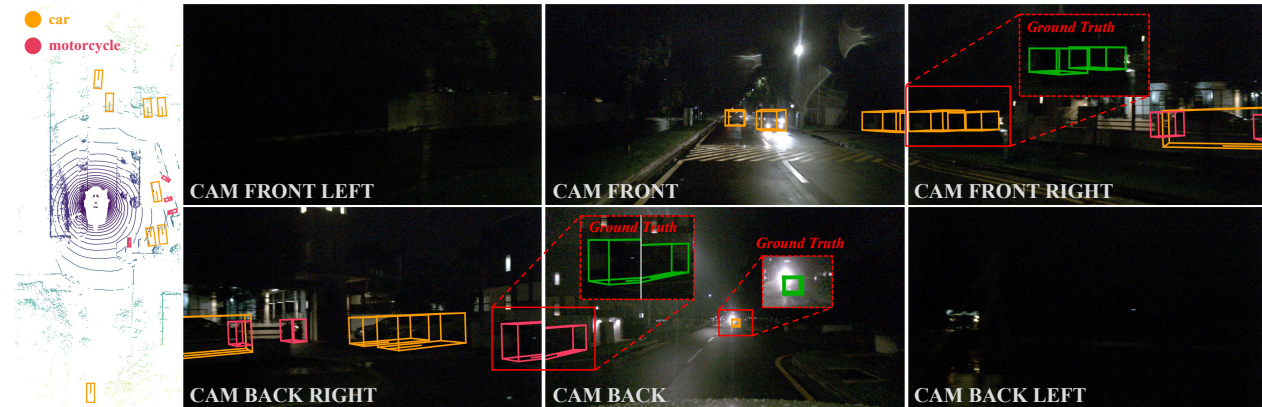 car
motorcycle
Ground Truth
CAM FRONT LEFT
CAM FRONT
CAM FRONT RIGHT
Ground Truth
Ground Truth
CAM BACK RIGHT
CAM BACK
CAM BACK LEFT